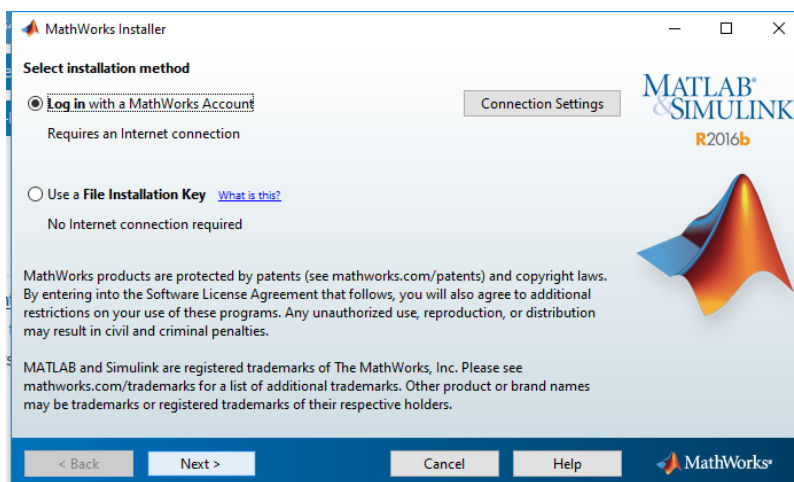 MathWorks Installer
Select installation method
Log in with a MathWorks Account
Connection Settings
Requires an Internet connection
Use a File Installation Key What is this?
No Internet connection required
MATLAB®
&SIMULINK
R2016b
MathWorks products are protected by patents (see mathworks.com/patents) and copyright laws.
By entering into the Software License Agreement that follows, you will also agree to additional
restrictions on your use of these programs. Any unauthorized use, reproduction, or distribution
may result in civil and criminal penalties.
MATLAB and Simulink are registered trademarks of The MathWorks, Inc. Please see
mathworks.com/trademarks for a list of additional trademarks. Other product or brand names
may be trademarks or registered trademarks of their respective holders.
< Back
Next >
Cancel
Help
MathWorks®